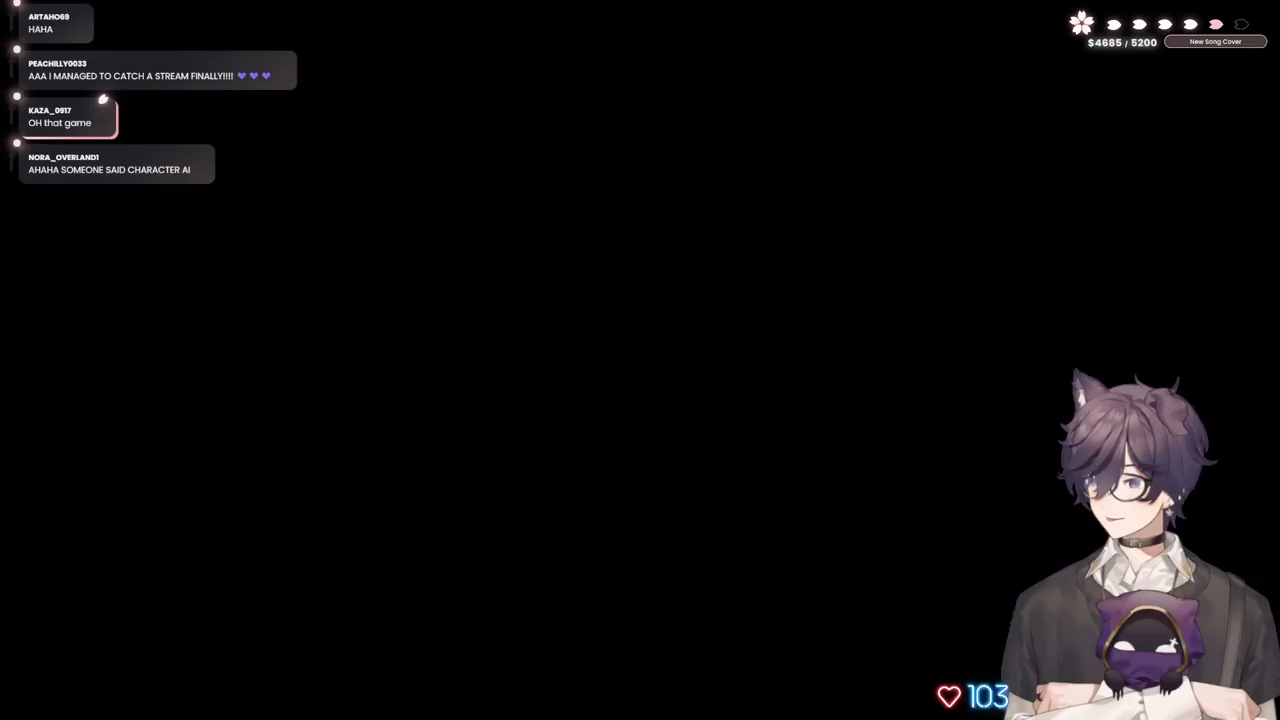 ARTAHO69
HAHA
PEACHILLY0033
AAA I MANAGED TO CATCH A STREAM FINALLY!!!! 💜 💜 💜
KAZA_0917
OH that game
NORA_OVERLAND1
AHAHA SOMEONE SAID CHARACTER AI
$4685 / 5200
New Song Cover
103